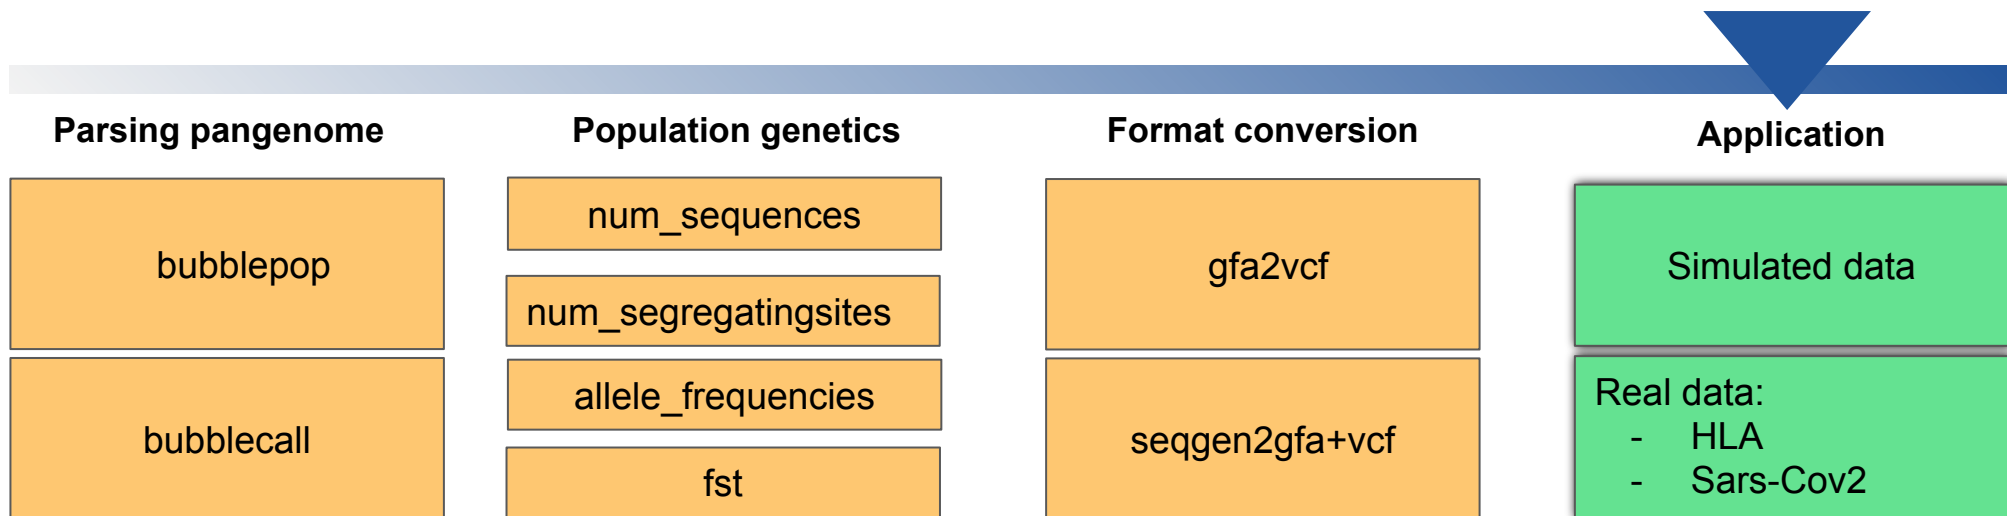 Parsing pangenome
bubblepop
bubblecall
Population genetics
num_sequences
num_segregatingsites
allele_frequencies
fst
Format conversion
gfa2vcf
seqgen2gfa+vcf
Application
Simulated data
Real data:
- HLA
- Sars-Cov2